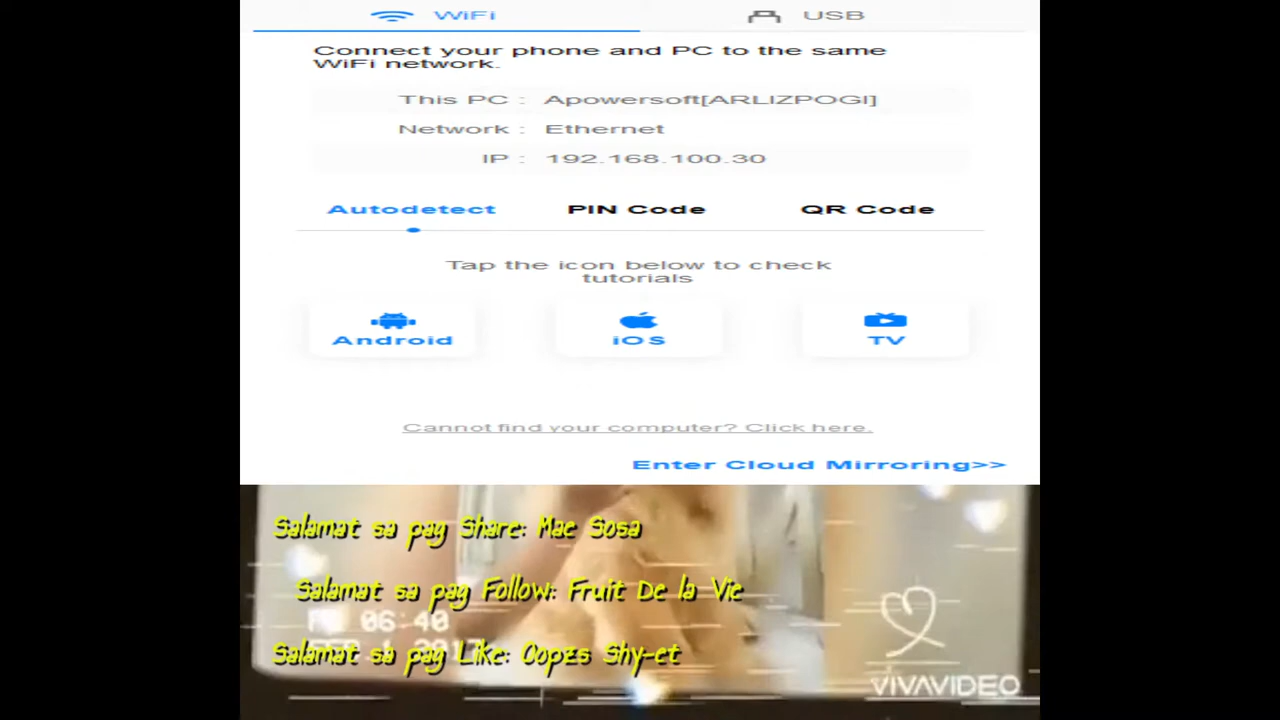 WiFi
USB
Connect your phone and PC to the same
WiFi network.
This PC : Apowersoft[ARLIZPOGI]
Network : Ethernet
IP : 192.168.100.30
Autodetect
PIN Code
QR Code
Tap the icon below to check
tutorials
Android
iOS
TV
Cannot find your computer? Click here.
Enter Cloud Mirroring>>
Salamat sa pag Share: Mae Sosa
Salamat sa pag Follow: Fruit De la Vie
06:40
Salamat sa pag Like: Oopzs Shy-et
VIVAVIDEO